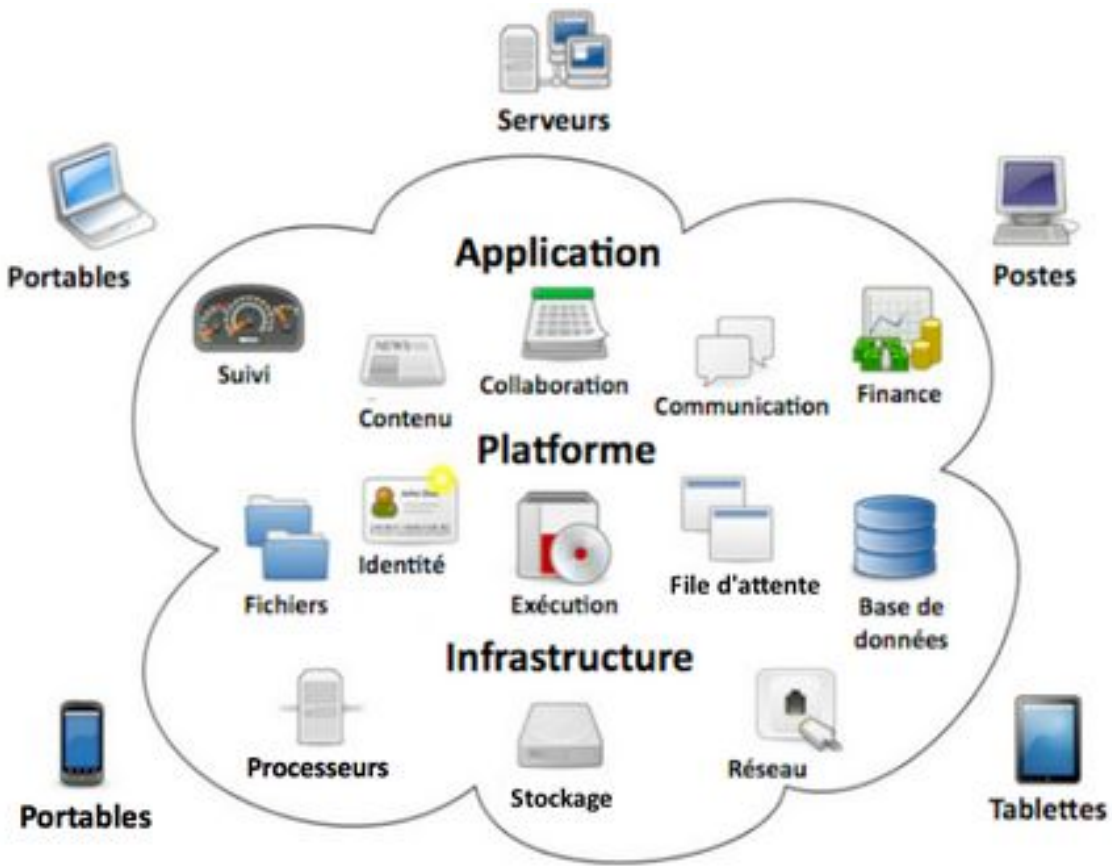 Serveurs
Portables
Postes
Application
Suivi
Contenu
Collaboration
Communication
Finance
NEWS
Platforme
Fichiers
Identité
Exécution
File d'attente
Base de
données
Infrastructure
Processeurs
Stockage
Réseau
Portables
Tablettes